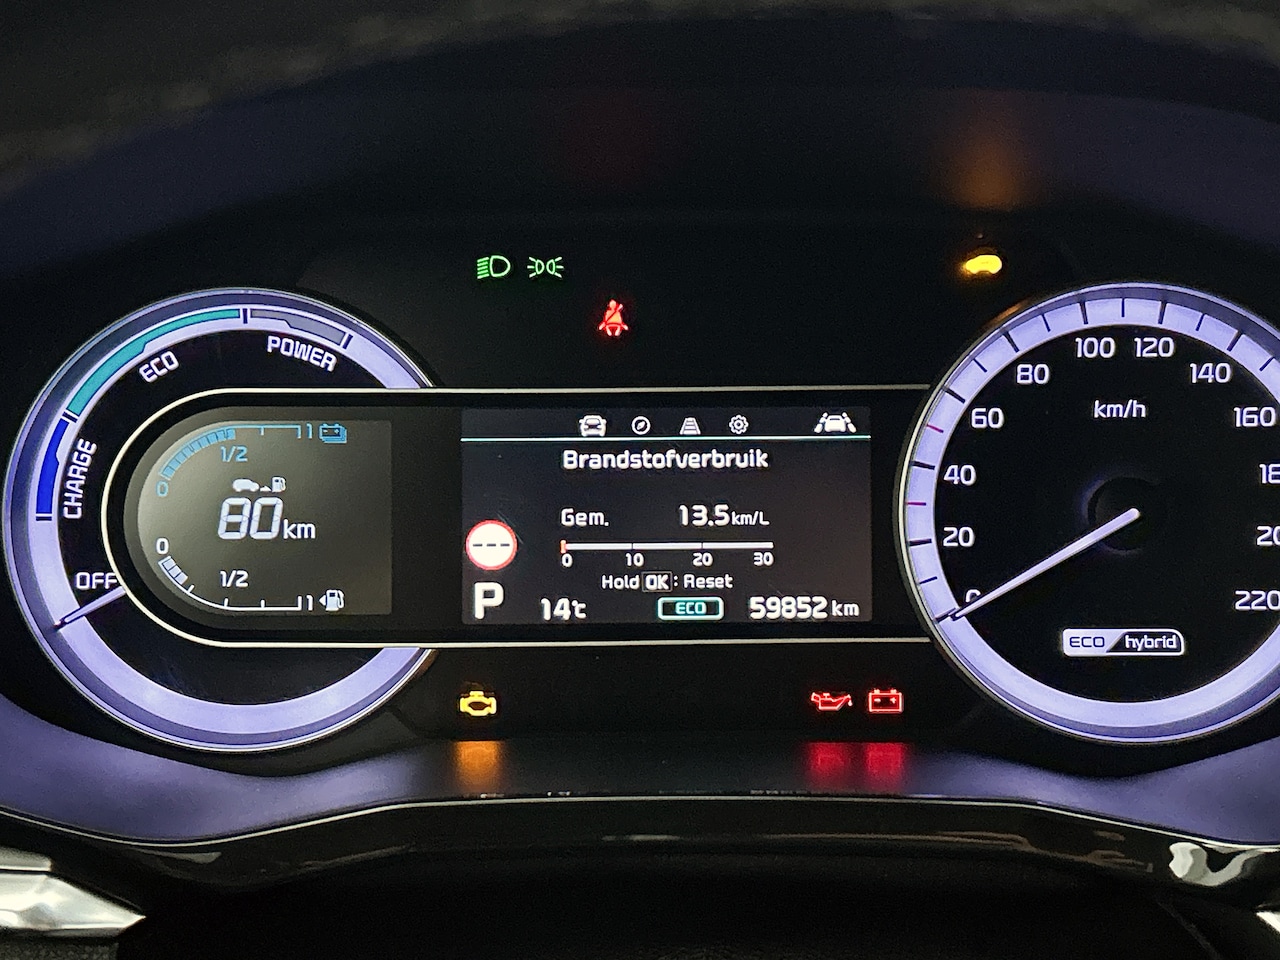 ECO
POWER
CHARGE
OFF
1
1/2
0
80km
0
1/2
1
Brandstofverbruik
Gem. 13.5km/L
0 10 20 30
Hold OK : Reset
P 14℃ ECO 59852 km
100 120
80 140
km/h
60 160
40
20
220
ECO hybrid